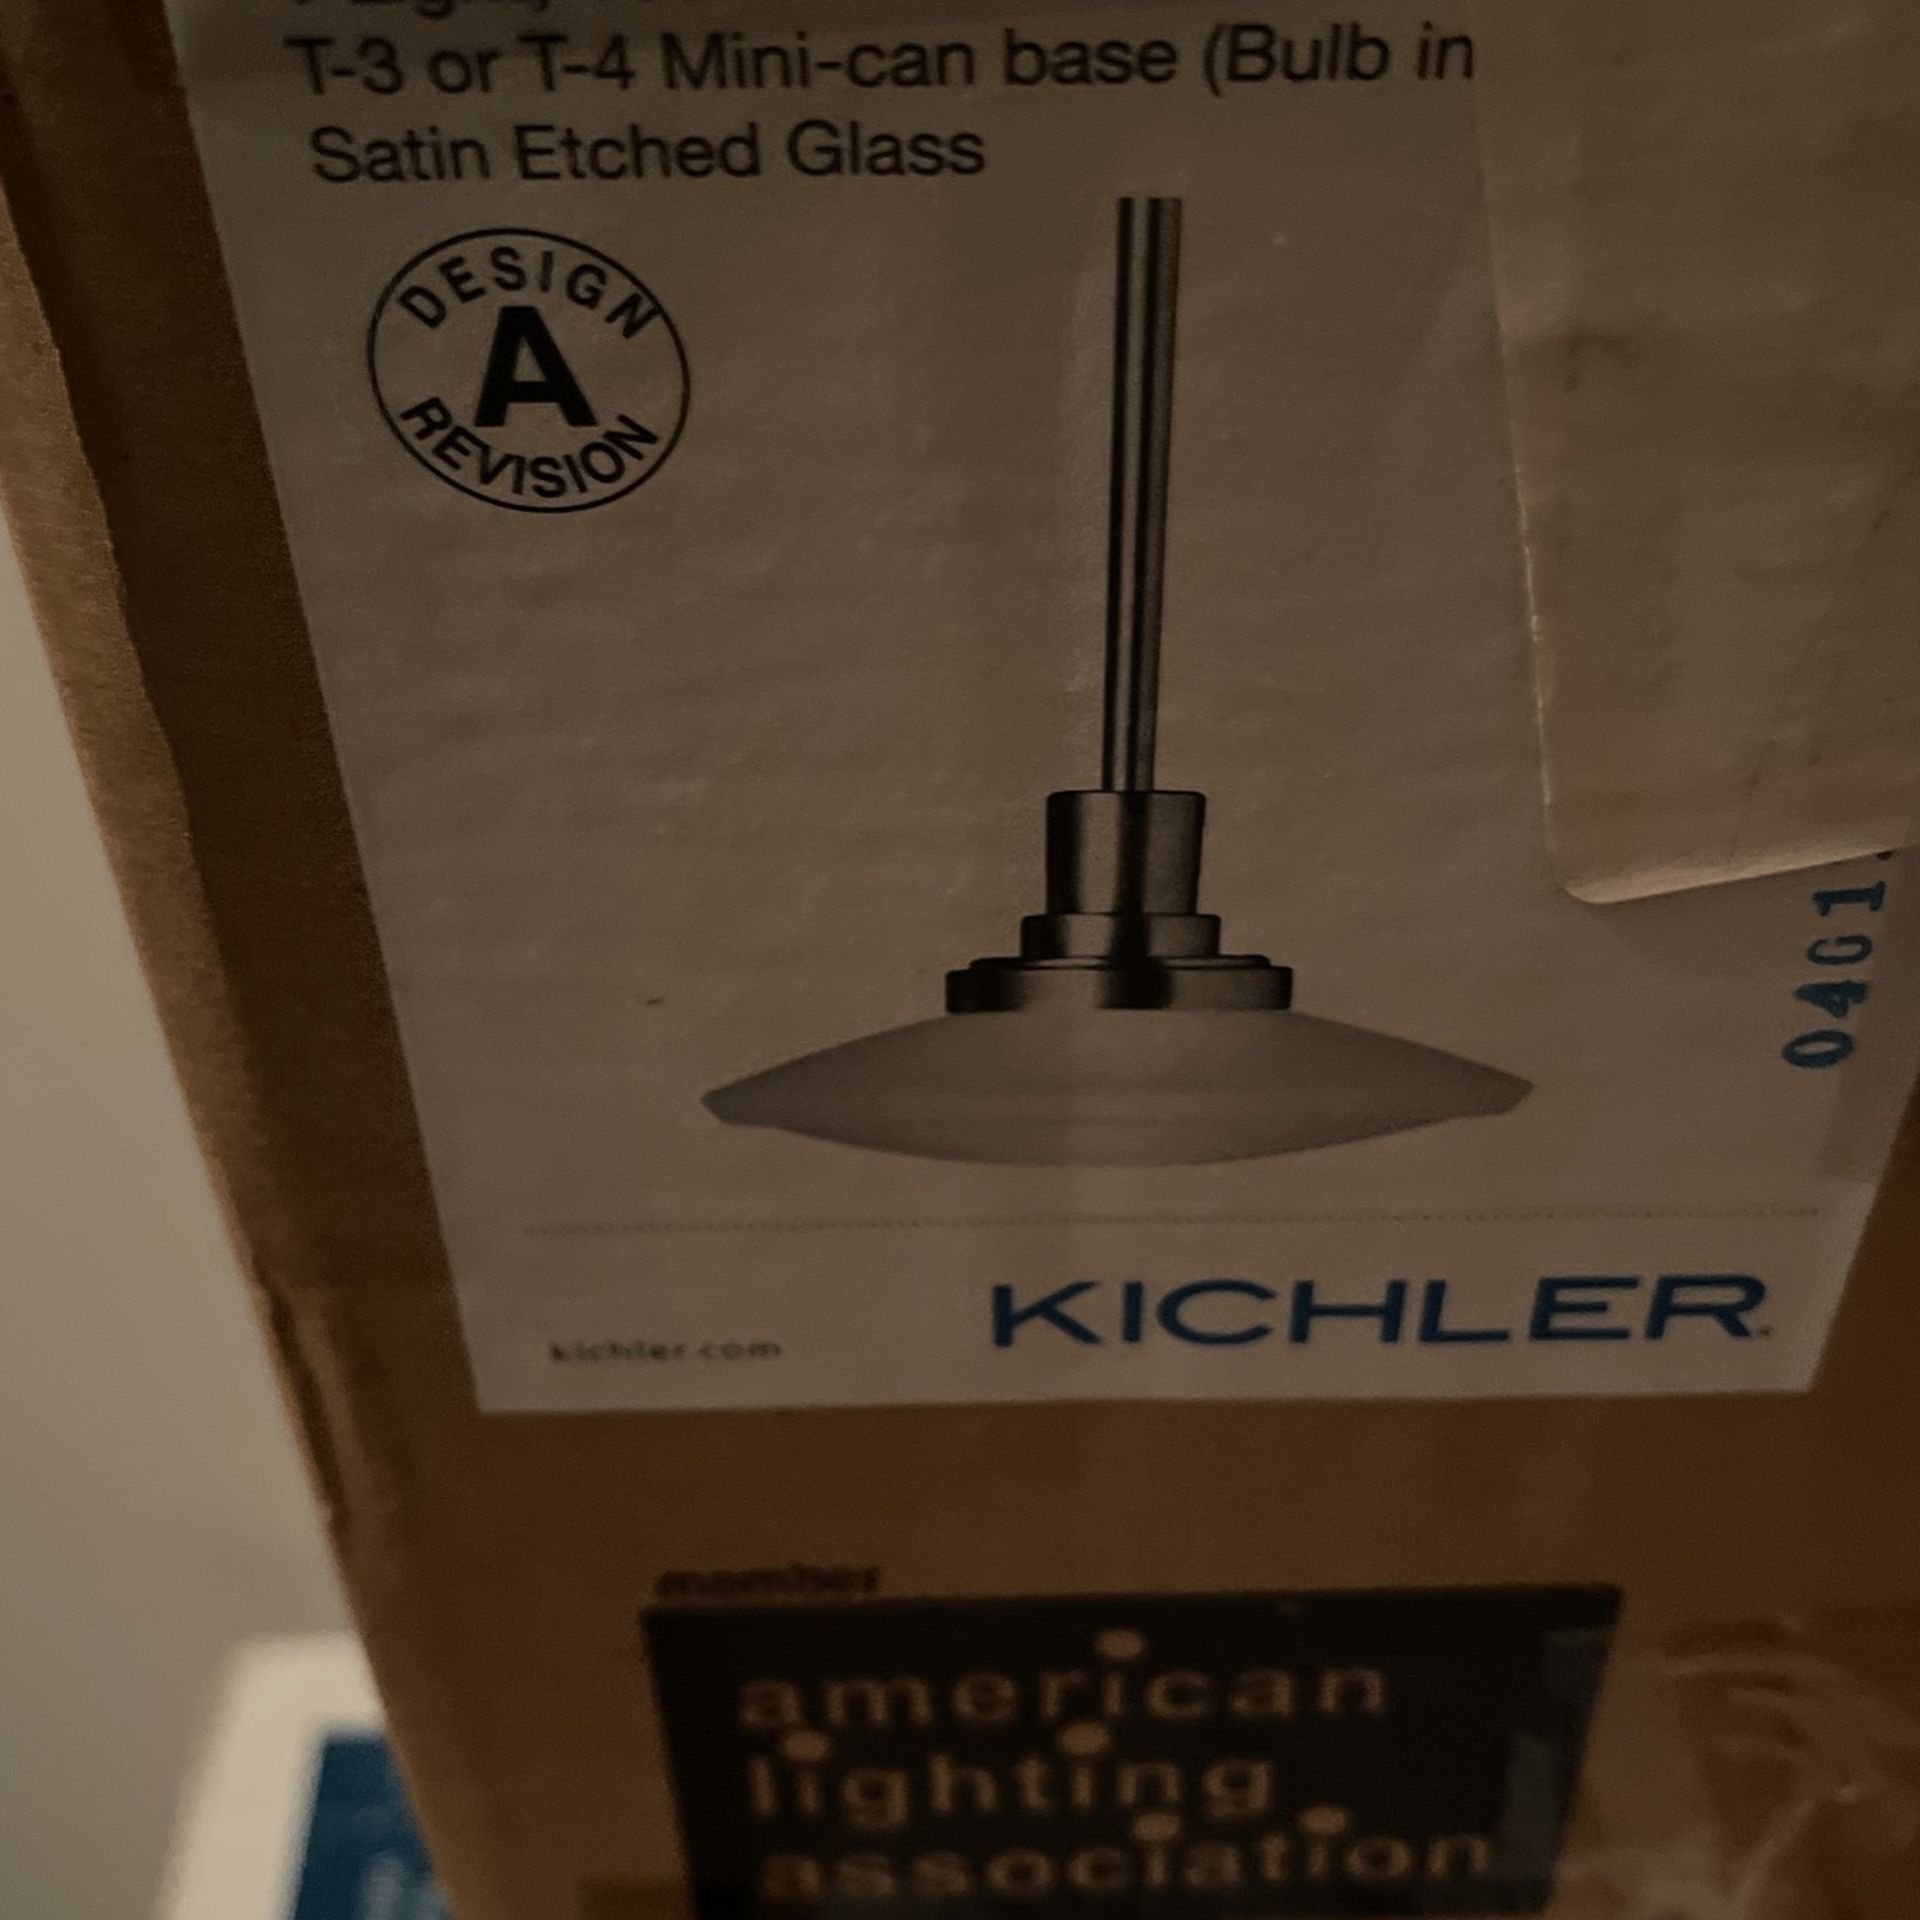 T-3 or T-4 Mini-can base (Bulb in
Satin Etched Glass
DESIGN
A
REVISION
04G1
kichler.com
KICHLER.
member
american
lighting
association